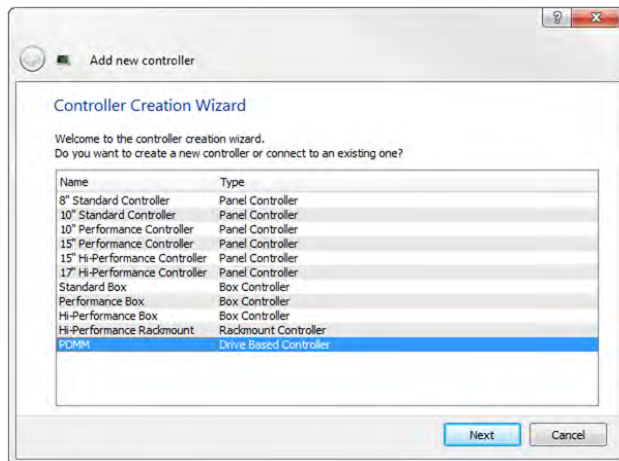 Add new controller
Controller Creation Wizard
Welcome to the controller creation wizard.
Do you want to create a new controller or connect to an existing one?
Name Type
8" Standard Controller Panel Controller
10" Standard Controller Panel Controller
10" Performance Controller Panel Controller
15" Performance Controller Panel Controller
15" Hi-Performance Controller Panel Controller
17" Hi-Performance Controller Panel Controller
Standard Box Box Controller
Performance Box Box Controller
Hi-Performance Box Box Controller
Hi-Performance Rackmount Rackmount Controller
PDMM Drive Based Controller
Next Cancel